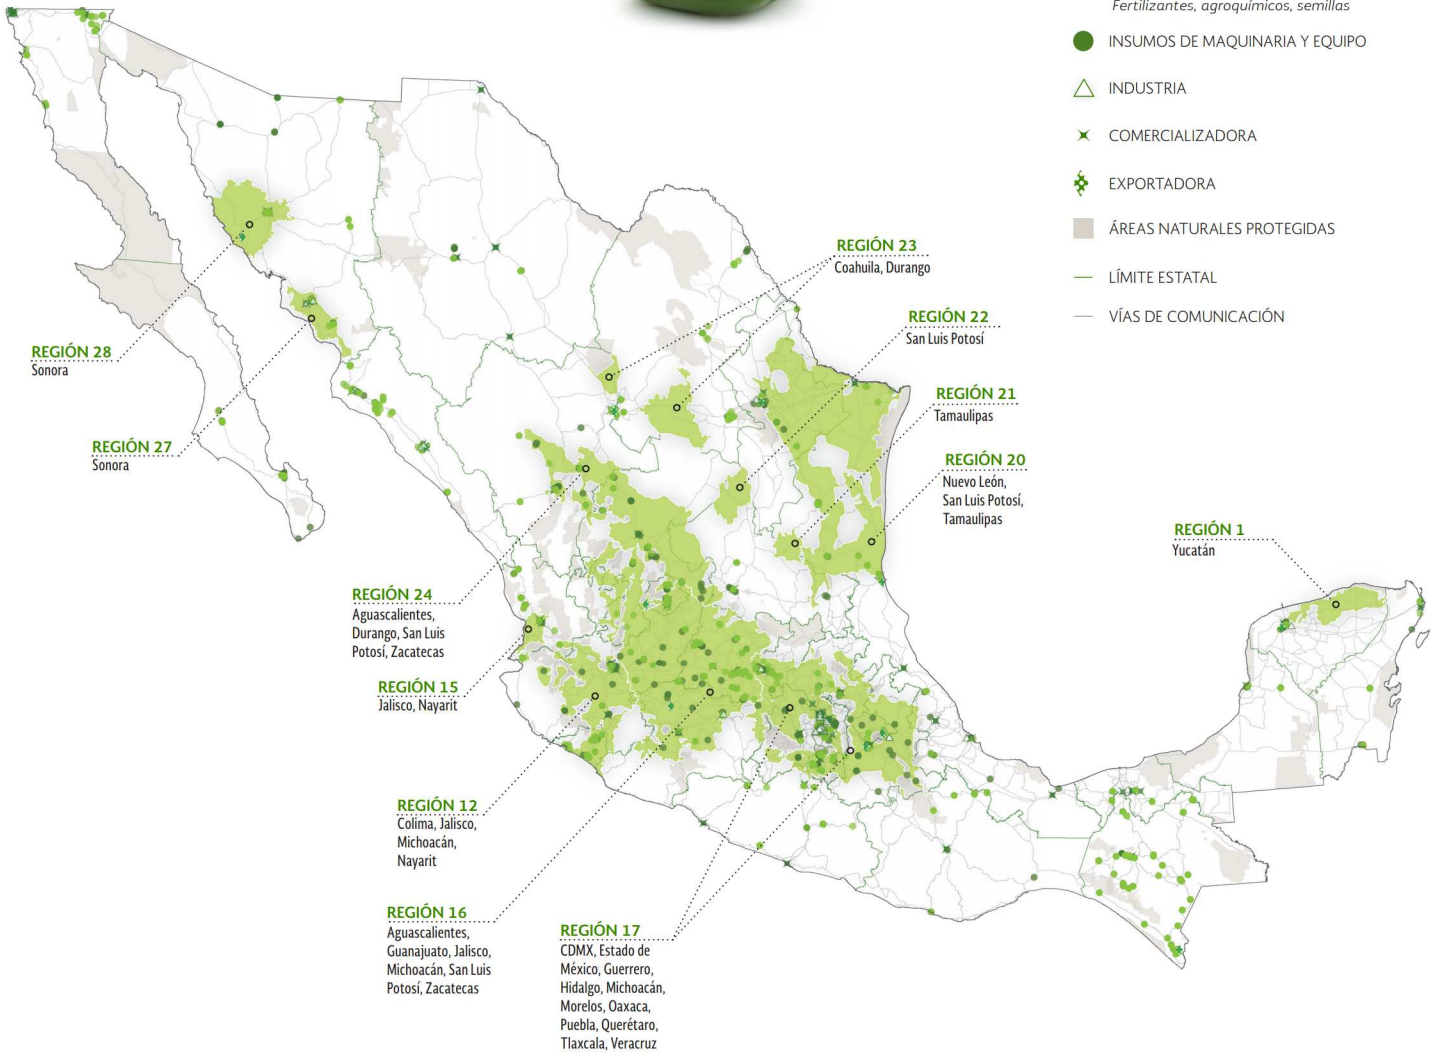 Fertilizantes, agroquímicos, semillas
INSUMOS DE MAQUINARIA Y EQUIPO
INDUSTRIA
COMERCIALIZADORA
EXPORTADORA
ÁREAS NATURALES PROTEGIDAS
LÍMITE ESTATAL
VÍAS DE COMUNICACIÓN
REGIÓN 23
Coahuila, Durango
REGIÓN 22
San Luis Potosí
REGIÓN 28
Sonora
REGIÓN 21
Tamaulipas
REGIÓN 27
Sonora
REGIÓN 20
Nuevo León,
San Luis Potosí,
Tamaulipas
REGIÓN 1
Yucatán
REGIÓN 24
Aguascalientes,
Durango, San Luis
Potosí, Zacatecas
REGIÓN 15
Jalisco, Nayarit
REGIÓN 12
Colima, Jalisco,
Michoacán,
Nayarit
REGIÓN 16
Aguascalientes,
Guanajuato, Jalisco,
Michoacán, San Luis
Potosí, Zacatecas
REGIÓN 17
CDMX, Estado de
México, Guerrero,
Hidalgo, Michoacán,
Morelos, Oaxaca,
Puebla, Querétaro,
Tlaxcala, Veracruz